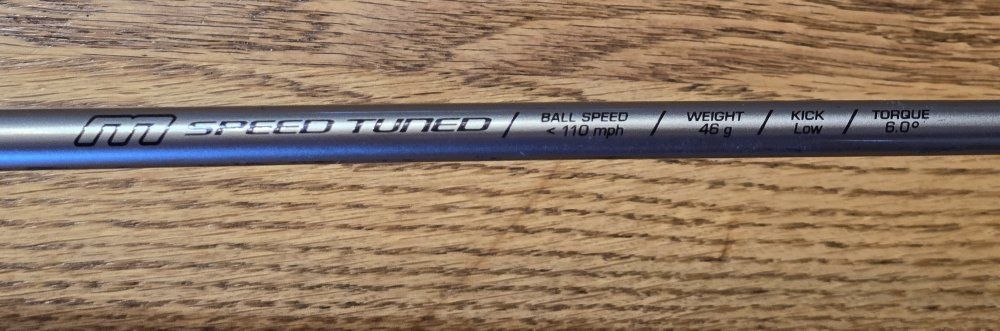 m SPEED TUNED / BALL SPEED / WEIGHT / KICK / TORQUE
< 110 mph 46 g Low 6.0°